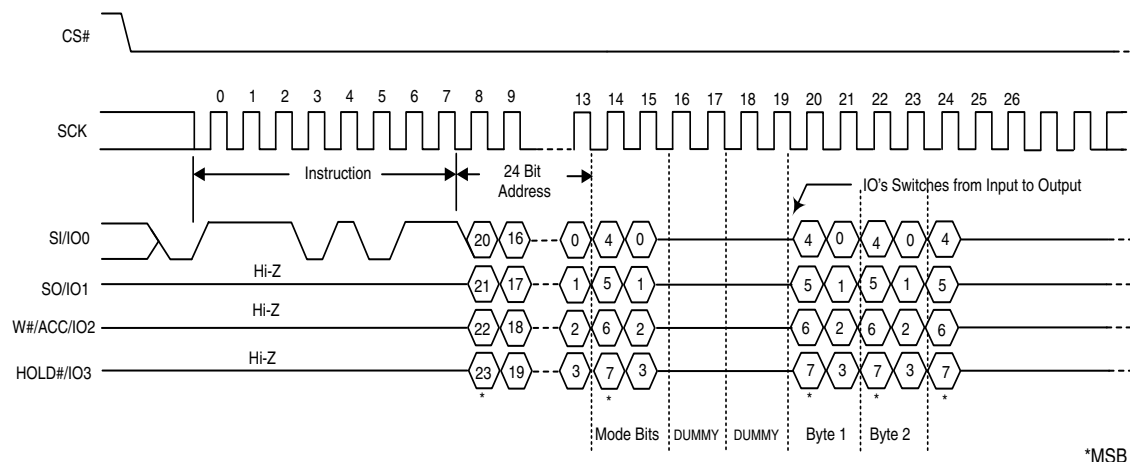 CS#
0 1 2 3 4 5 6 7 8 9 13 14 15 16 17 18 19 20 21 22 23 24 25 26
SCK
Instruction
24 Bit
Address
IO's Switches from Input to Output
SI/IO0 20 16 0 4 0 4 0 4 0 4
Hi-Z
SO/IO1 21 17 1 5 1 5 1 5 1 5
Hi-Z
W#/ACC/IO2 22 18 2 6 2 6 2 6 2 6
Hi-Z
HOLD#/IO3 23 19 3 7 3 7 3 7 3 7
* * * * *
Mode Bits DUMMY DUMMY Byte 1 Byte 2
*MSB